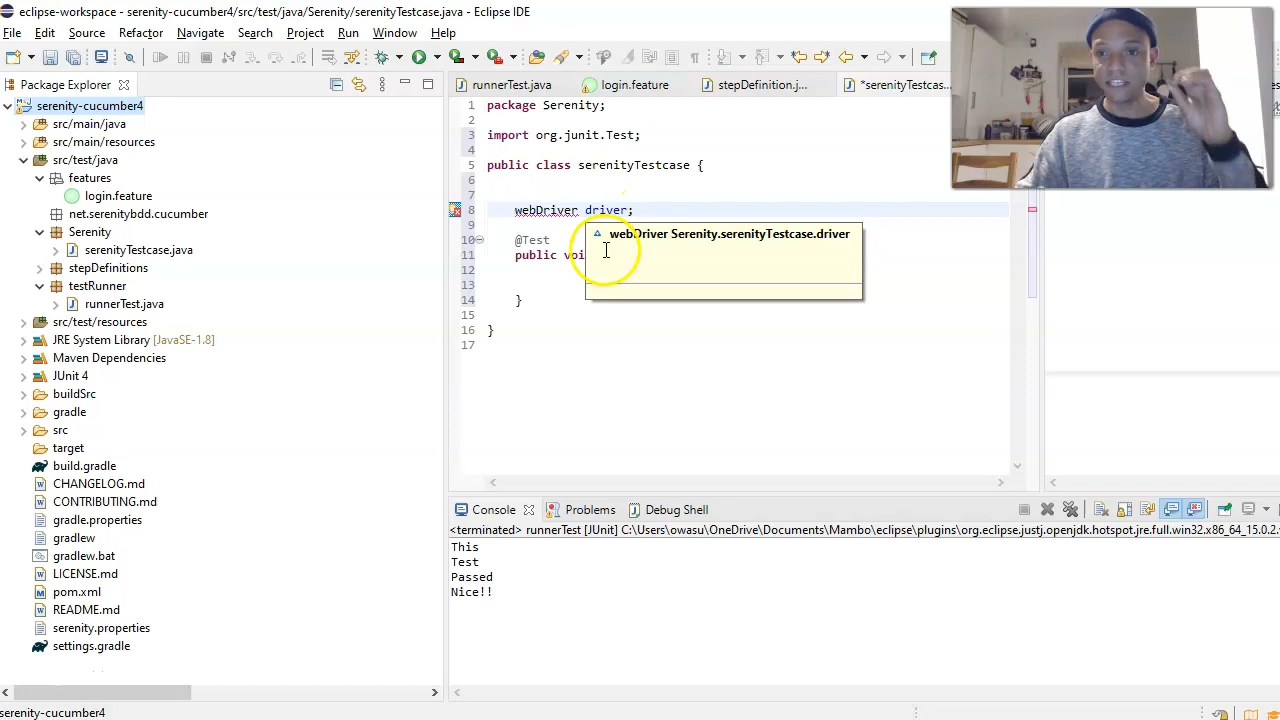 eclipse-workspace - serenity-cucumber4/src/test/java/Serenity/serenityTestcase.java - Eclipse IDE
File Edit Source Refactor Navigate Search Project Run Window Help
Package Explorer
runnerTest.java login.feature stepDefinition.j... *serenityTestcas...
serenity-cucumber4
src/main/java
src/main/resources
src/test/java
features
login.feature
net.serenitybdd.cucumber
Serenity
serenityTestcase.java
stepDefinitions
testRunner
runnerTest.java
src/test/resources
JRE System Library [JavaSE-1.8]
Maven Dependencies
JUnit 4
buildSrc
gradle
src
target
build.gradle
CHANGELOG.md
CONTRIBUTING.md
gradle.properties
gradlew
gradlew.bat
LICENSE.md
pom.xml
README.md
serenity.properties
settings.gradle
1 package Serenity;
2
3 import org.junit.Test;
4
5 public class serenityTestcase {
6
7
8 webDriver driver;
9
10 @Test
11 public voi
12
13
14 }
15
16 }
17
webDriver Serenity.serenityTestcase.driver
Console Problems Debug Shell
<terminated> runnerTest [JUnit] C:\Users\owasu\OneDrive\Documents\Mambo\eclipse\plugins\org.eclipse.justj.openjdk.hotspot.jre.full.win32.x86_64_15.0.2.
This
Test
Passed
Nice!!
serenity-cucumber4